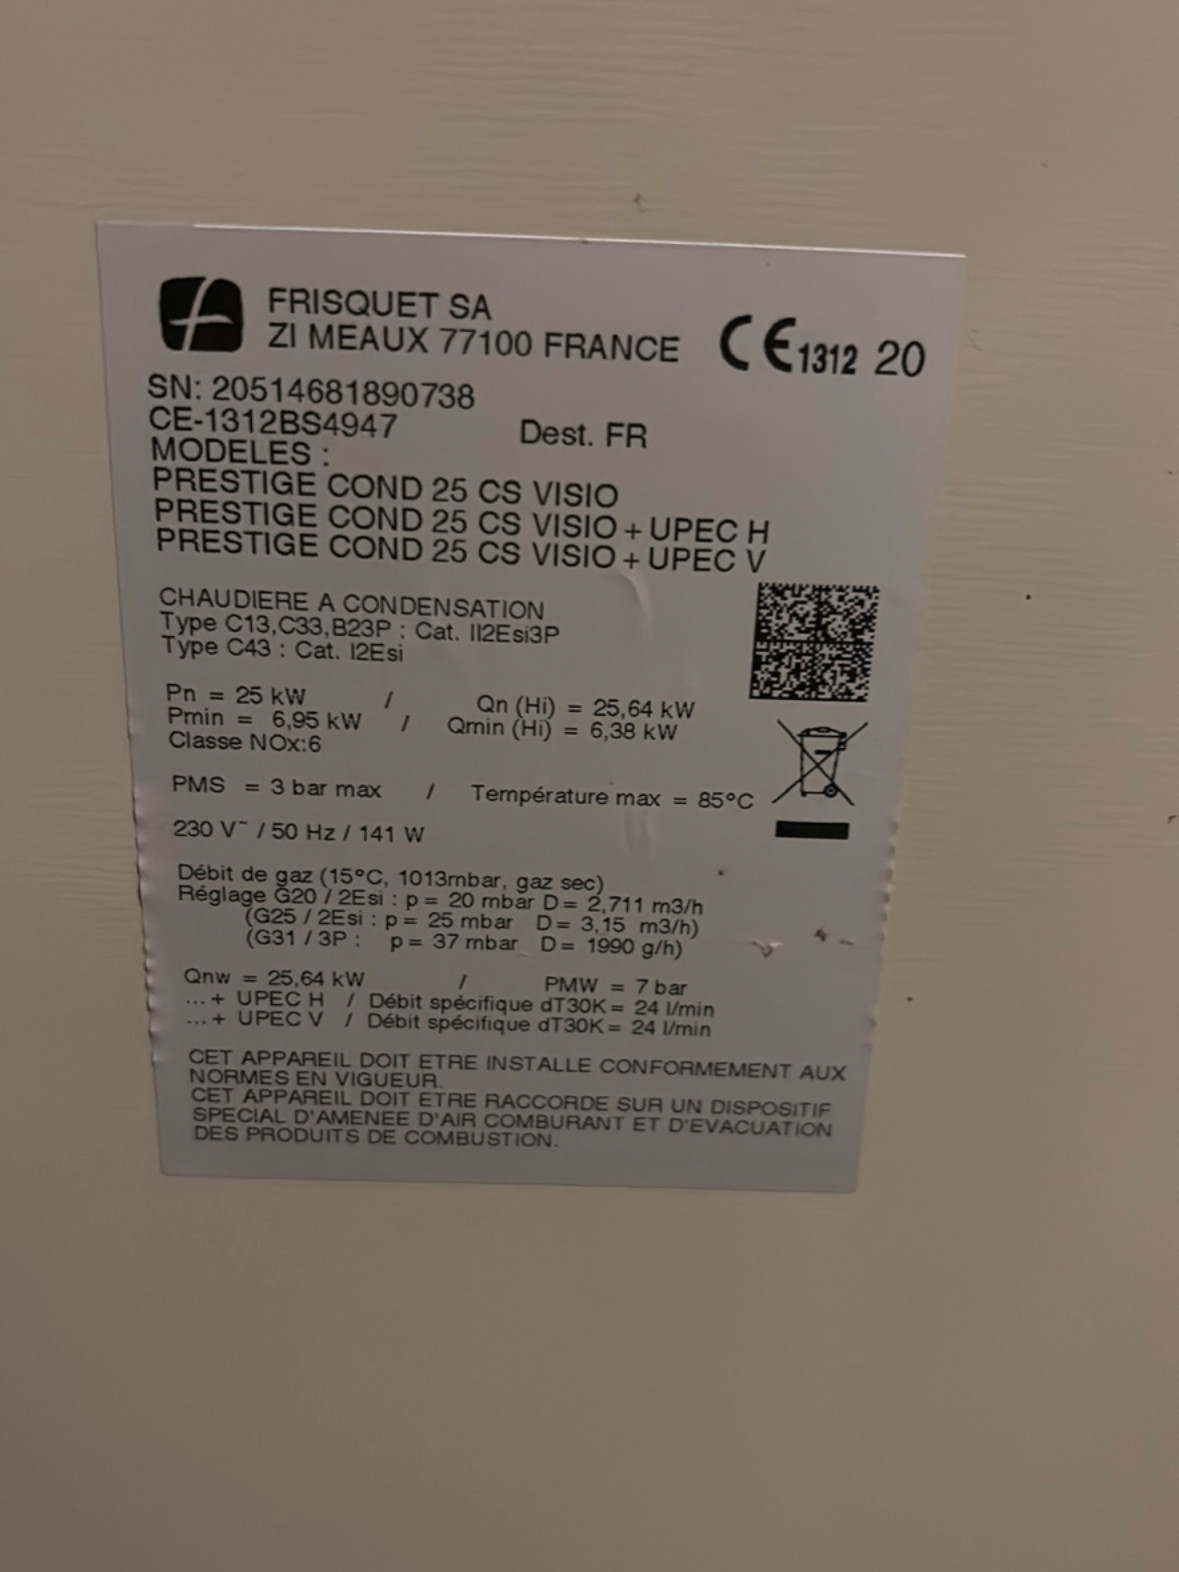 FRISQUET SA
ZI MEAUX 77100 FRANCE CE 1312 20
SN: 20514681890738
CE-1312BS4947 Dest. FR
MODELES :
PRESTIGE COND 25 CS VISIO
PRESTIGE COND 25 CS VISIO + UPEC H
PRESTIGE COND 25 CS VISIO + UPEC V
CHAUDIERE A CONDENSATION
Type C13,C33,B23P : Cat. II2Esi3P
Type C43 : Cat. I2Esi
Pn = 25 kW / Qn (Hi) = 25,64 kW
Pmin = 6,95 kW / Qmin (Hi) = 6,38 kW
Classe NOx:6
PMS = 3 bar max / Température max = 85°C
230 V~ / 50 Hz / 141 W
Débit de gaz (15°C, 1013mbar, gaz sec)
Réglage G20 / 2Esi : p = 20 mbar D = 2,711 m3/h
(G25 / 2Esi : p = 25 mbar D = 3,15 m3/h)
(G31 / 3P : p = 37 mbar D = 1990 g/h)
Qnw = 25,64 kW / PMW = 7 bar
... + UPEC H / Débit spécifique dT30K = 24 l/min
... + UPEC V / Débit spécifique dT30K = 24 l/min
CET APPAREIL DOIT ETRE INSTALLE CONFORMEMENT AUX
NORMES EN VIGUEUR.
CET APPAREIL DOIT ETRE RACCORDE SUR UN DISPOSITIF
SPECIAL D'AMENEE D'AIR COMBURANT ET D'EVACUATION
DES PRODUITS DE COMBUSTION.